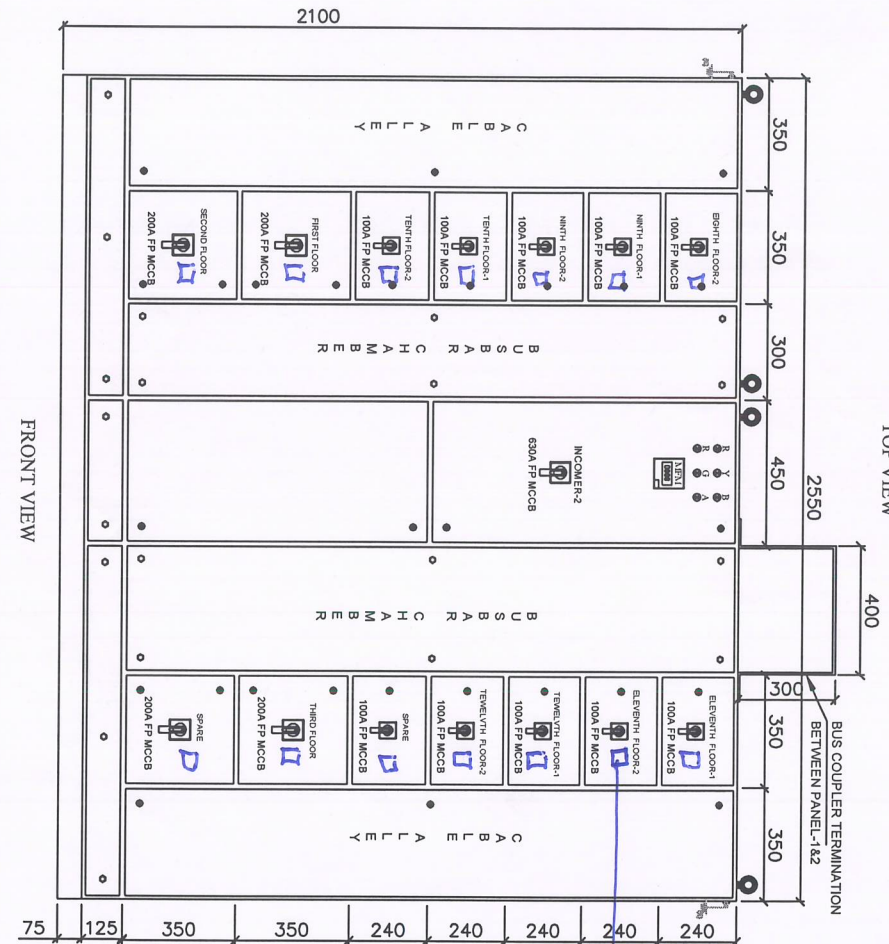 TOP VIEW
2550
400
300
BUS COUPLER TERMINATION
BETWEEN PANEL-1&2
350
350
300
450
350
350
2100
CABLE ALLEY
EIGHTH FLOOR-2
100A FP MCCB
NINTH FLOOR-1
100A FP MCCB
NINTH FLOOR-2
100A FP MCCB
TENTH FLOOR-1
100A FP MCCB
TENTH FLOOR-2
100A FP MCCB
FIRST FLOOR
200A FP MCCB
SECOND FLOOR
200A FP MCCB
BUSBAR CHAMBER
R Y B
R G A
MFM
INCOMER-2
630A FP MCCB
BUSBAR CHAMBER
ELEVENTH FLOOR-1
100A FP MCCB
ELEVENTH FLOOR-2
100A FP MCCB
TEWELVTH FLOOR-1
100A FP MCCB
TEWELVTH FLOOR-2
100A FP MCCB
SPARE
100A FP MCCB
THIRD FLOOR
200A FP MCCB
SPARE
200A FP MCCB
CABLE ALLEY
240
240
240
240
240
350
350
125
75
FRONT VIEW